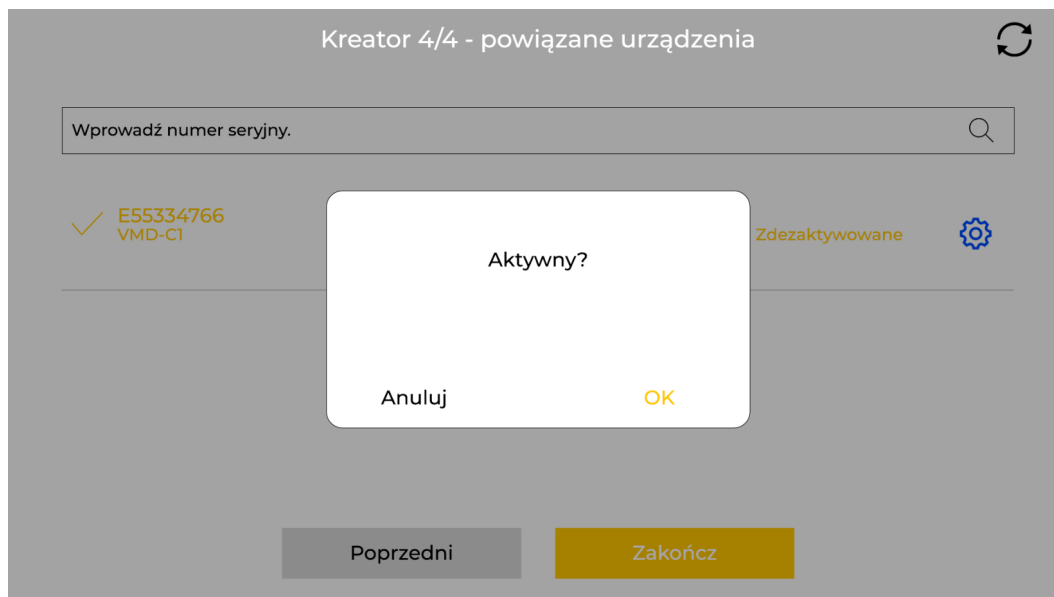 Kreator 4/4 - powiązane urządzenia
Wprowadź numer seryjny.
E55334766
VMD-C1
Zdezaktywowane
Aktywny?
Anuluj OK
Poprzedni Zakończ